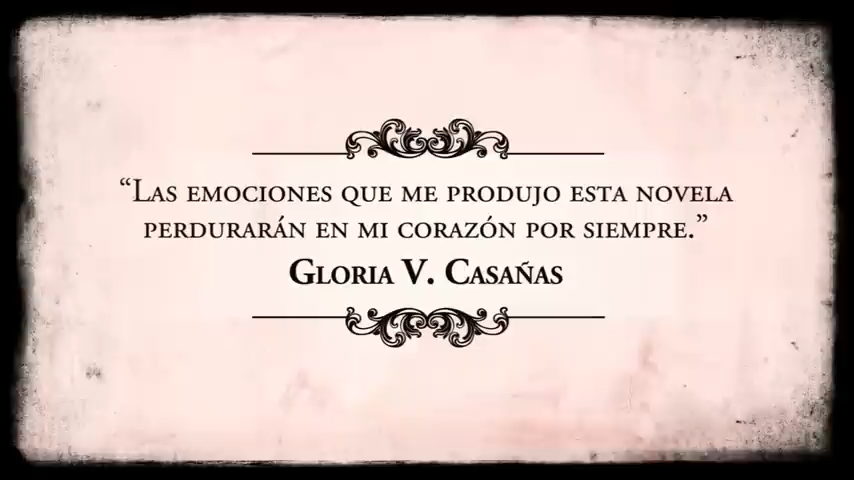 “Las emociones que me produjo esta novela
perdurarán en mi corazón por siempre.”
Gloria V. Casañas